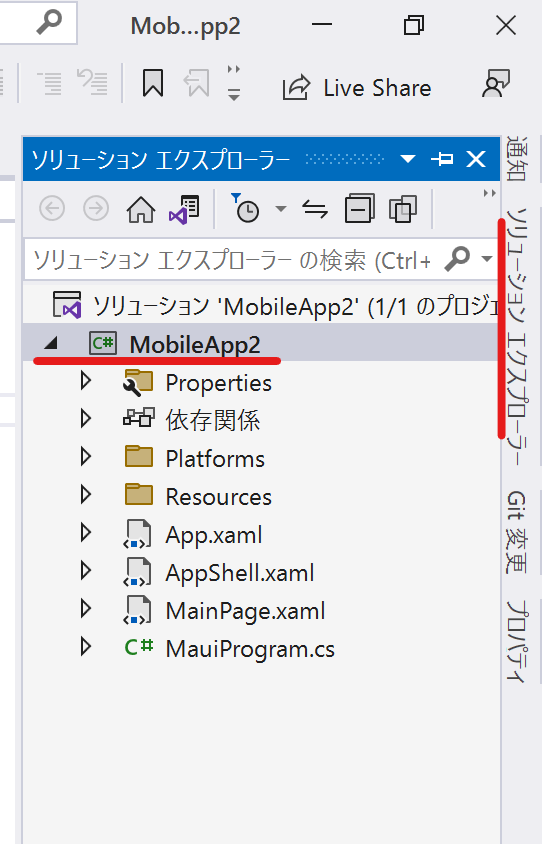 Mob...pp2
Live Share
ソリューション エクスプローラー
ソリューション エクスプローラー の検索 (Ctrl+
ソリューション 'MobileApp2' (1/1 のプロジェ
C# MobileApp2
Properties
依存関係
Platforms
Resources
App.xaml
AppShell.xaml
MainPage.xaml
C# MauiProgram.cs
通知
ソリューション エクスプローラー
Git 変更
プロパティ